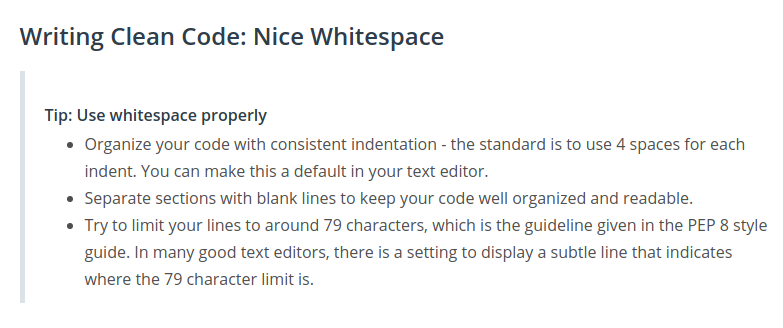 Writing Clean Code: Nice Whitespace
Tip: Use whitespace properly
Organize your code with consistent indentation - the standard is to use 4 spaces for each
indent. You can make this a default in your text editor.
Separate sections with blank lines to keep your code well organized and readable.
Try to limit your lines to around 79 characters, which is the guideline given in the PEP 8 style
guide. In many good text editors, there is a setting to display a subtle line that indicates
where the 79 character limit is.